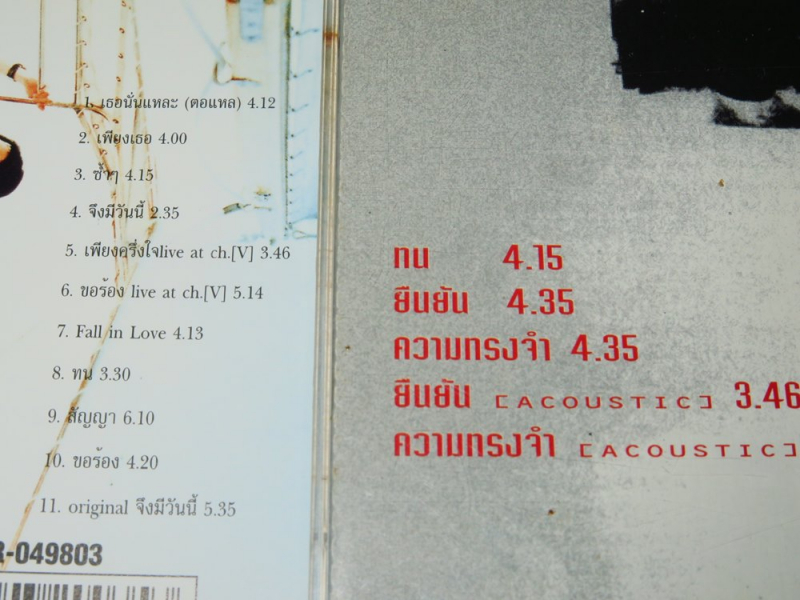 1. เธอนั่นแหละ (ตอแหล) 4.12
2. เพียงเธอ 4.00
3. ซ้ำๆ 4.15
4. จึงมีวันนี้ 2.35
5. เพียงครึ่งใจlive at ch.[V] 3.46
6. ขอร้อง live at ch.[V] 5.14
7. Fall in Love 4.13
8. ทน 3.30
9. สัญญา 6.10
10. ขอร้อง 4.20
11. original จึงมีวันนี้ 5.35
R-049803
ทน 4.15
ยืนยัน 4.35
ความทรงจำ 4.35
ยืนยัน [ACOUSTIC] 3.46
ความทรงจำ [ACOUSTIC]